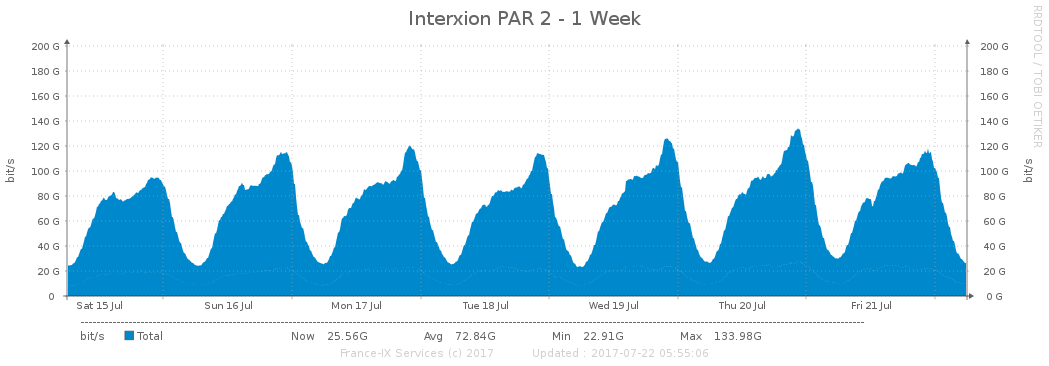 Interxion PAR 2 - 1 Week
RRDTOOL / TOBI OETIKER
200 G 200 G
180 G 180 G
160 G 160 G
140 G 140 G
120 G 120 G
100 G 100 G
80 G 80 G
60 G 60 G
40 G 40 G
20 G 20 G
0 0 G
bit/s bit/s
Sat 15 Jul Sun 16 Jul Mon 17 Jul Tue 18 Jul Wed 19 Jul Thu 20 Jul Fri 21 Jul
bit/s Total Now 25.56G Avg 72.84G Min 22.91G Max 133.98G
France-IX Services (c) 2017 Updated : 2017-07-22 05:55:06